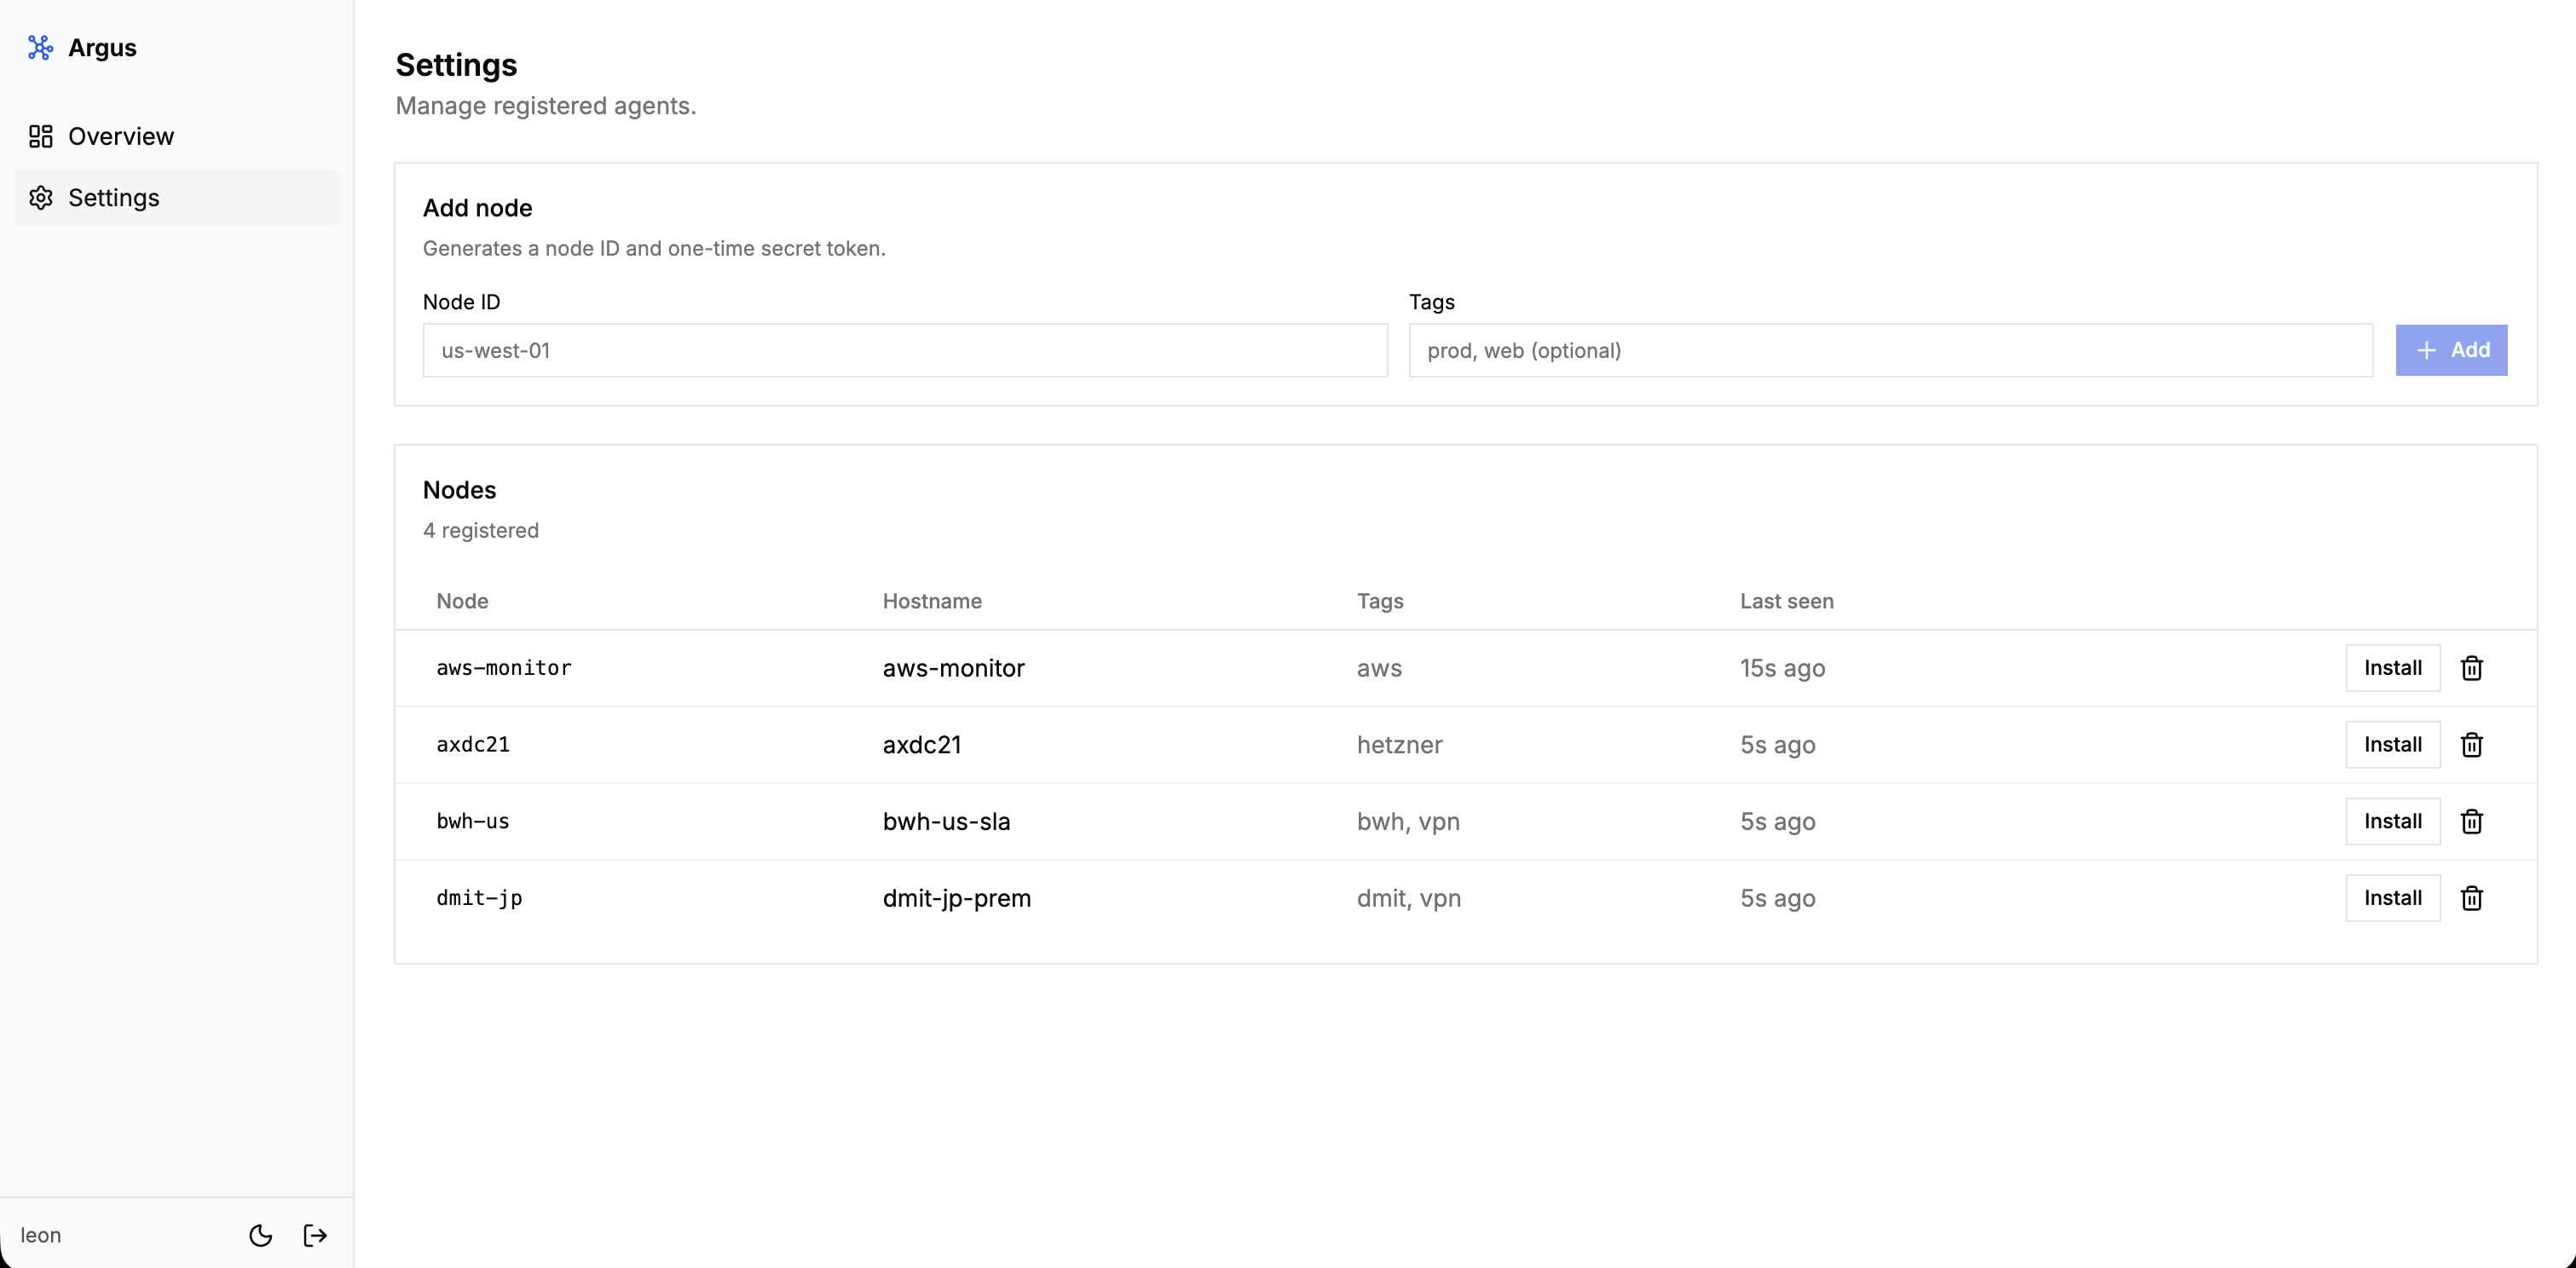 Argus
Overview
Settings
leon
Settings
Manage registered agents.
Add node
Generates a node ID and one-time secret token.
Node ID
Tags
us-west-01
prod, web (optional)
Add
Nodes
4 registered
Node Hostname Tags Last seen
aws-monitor aws-monitor aws 15s ago Install
axdc21 axdc21 hetzner 5s ago Install
bwh-us bwh-us-sla bwh, vpn 5s ago Install
dmit-jp dmit-jp-prem dmit, vpn 5s ago Install